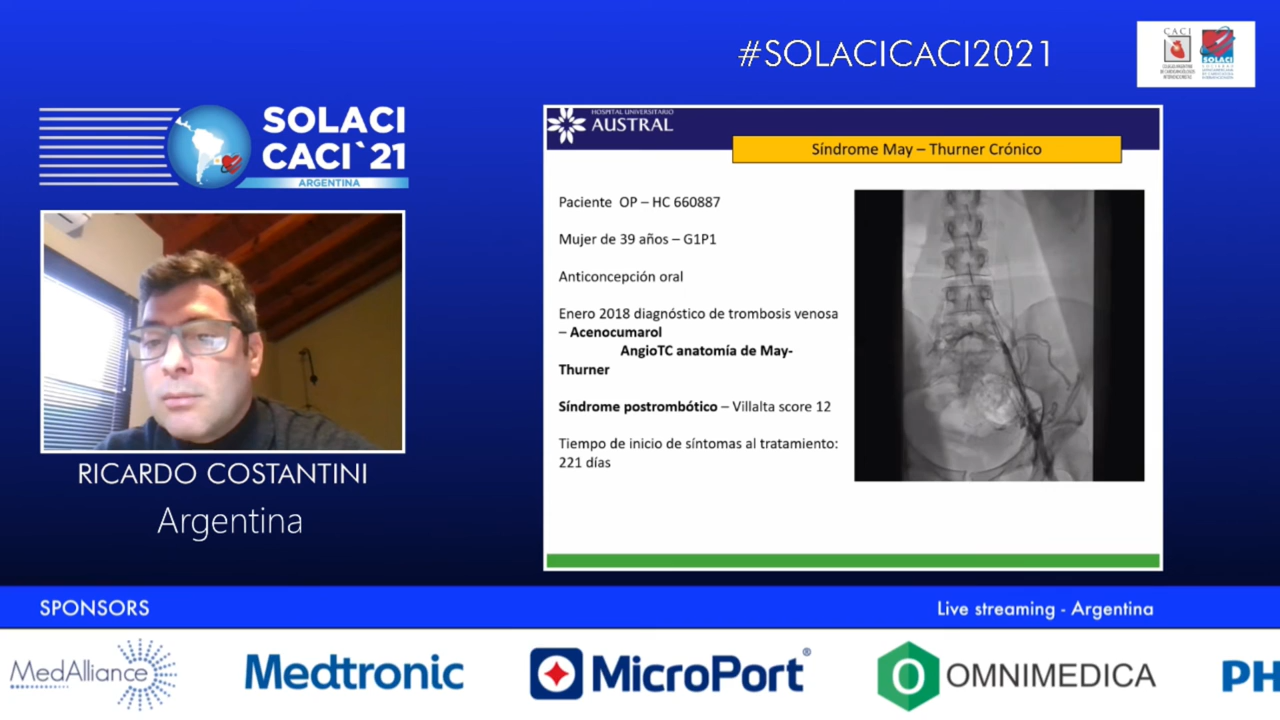 #SOLACICACI2021
CACI
SOLACI
SOLACI
CACI`21
ARGENTINA
HOSPITAL UNIVERSITARIO
AUSTRAL
Síndrome May – Thurner Crónico
Paciente OP – HC 660887
Mujer de 39 años – G1P1
Anticoncepción oral
Enero 2018 diagnóstico de trombosis venosa
– Acenocumarol
AngioTC anatomía de May-
Thurner
Síndrome postrombótico – Villalta score 12
Tiempo de inicio de síntomas al tratamiento:
221 días
RICARDO COSTANTINI
Argentina
SPONSORS
Live streaming - Argentina
MedAlliance
Medtronic
MicroPort®
OMNIMEDICA
PH